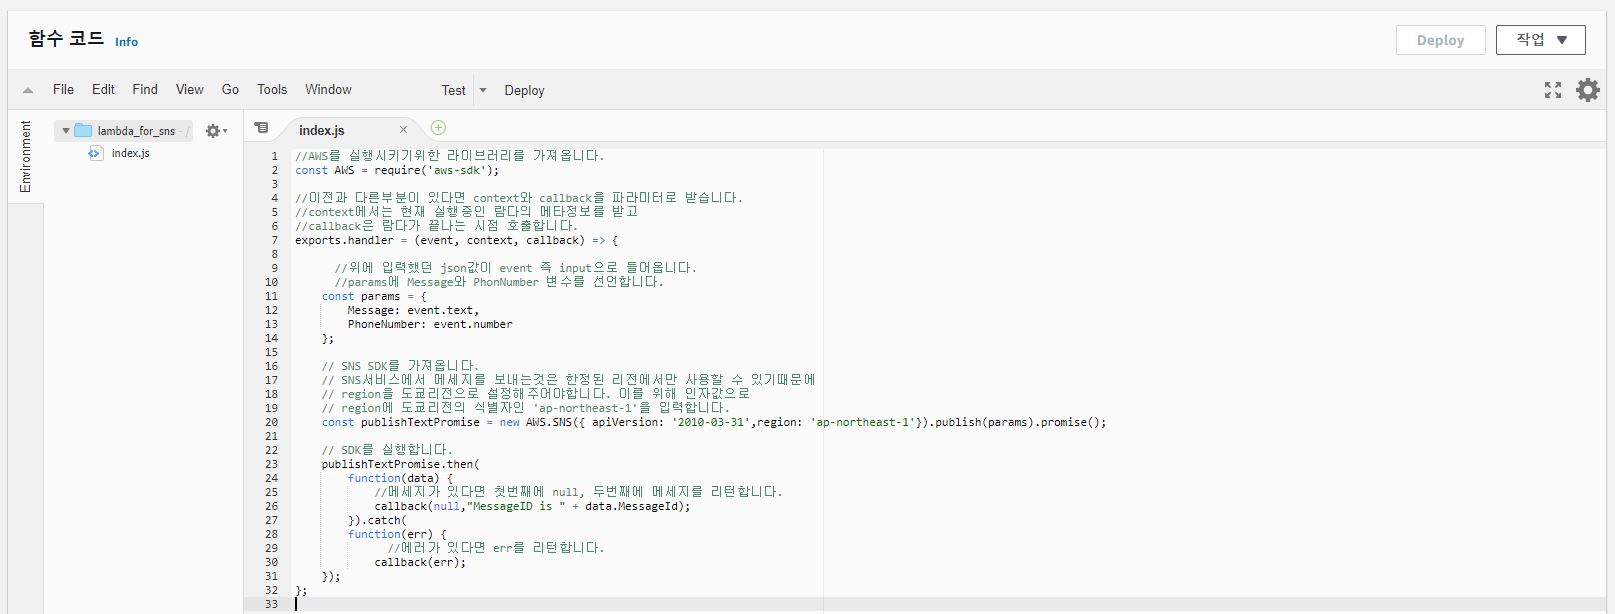 함수 코드 Info
Deploy 작업 ▼
File Edit Find View Go Tools Window Test Deploy
Environment
lambda_for_sns - /
index.js
index.js ×
1 //AWS를 실행시키기위한 라이브러리를 가져옵니다.
2 const AWS = require('aws-sdk');
3
4 //이전과 다른부분이 있다면 context와 callback을 파라미터로 받습니다.
5 //context에서는 현재 실행중인 람다의 메타정보를 받고
6 //callback은 람다가 끝나는 시점 호출합니다.
7 exports.handler = (event, context, callback) => {
8
9 //위에 입력했던 json값이 event 즉 input으로 들어옵니다.
10 //params에 Message와 PhonNumber 변수를 선언합니다.
11 const params = {
12 Message: event.text,
13 PhoneNumber: event.number
14 };
15
16 // SNS SDK를 가져옵니다.
17 // SNS서비스에서 메세지를 보내는것은 한정된 리전에서만 사용할 수 있기때문에
18 // region을 도쿄리전으로 설정해주어야합니다. 이를 위해 인자값으로
19 // region에 도쿄리전의 식별자인 'ap-northeast-1'을 입력합니다.
20 const publishTextPromise = new AWS.SNS({ apiVersion: '2010-03-31',region: 'ap-northeast-1'}).publish(params).promise();
21
22 // SDK를 실행합니다.
23 publishTextPromise.then(
24 function(data) {
25 //메세지가 있다면 첫번째에 null, 두번째에 메세지를 리턴합니다.
26 callback(null,"MessageID is " + data.MessageId);
27 }).catch(
28 function(err) {
29 //에러가 있다면 err를 리턴합니다.
30 callback(err);
31 });
32 };
33